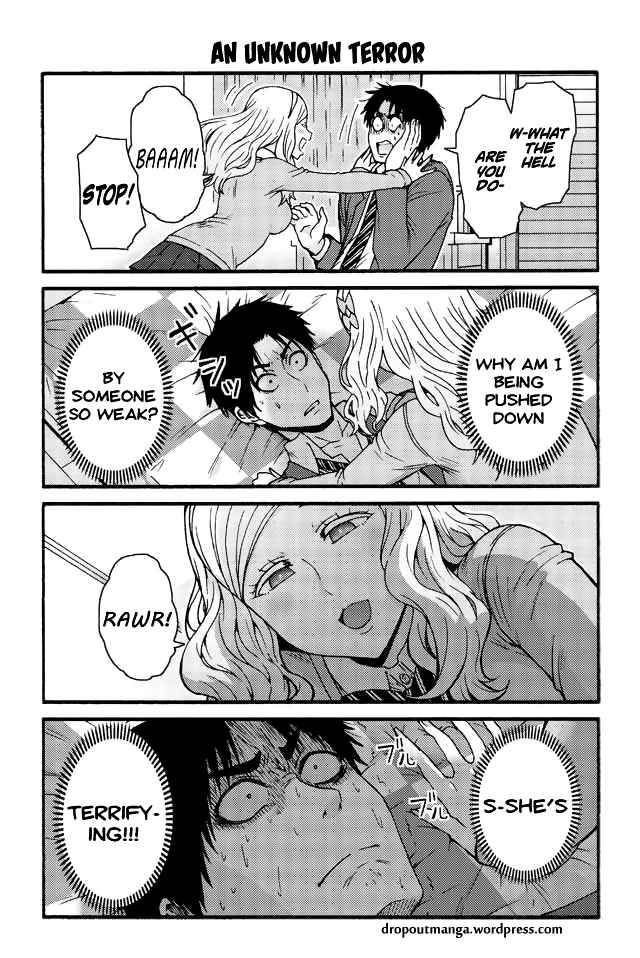 AN UNKNOWN TERROR
W-WHAT
THE HELL
ARE
YOU
DO-
BAAAM!
STOP!
WHY AM I
BEING
PUSHED
DOWN
BY
SOMEONE
SO WEAK?
ギ
シッ
RAWR!
S-SHE'S
ブル
ブル
TERRIFY-
ING!!!
dropoutmanga.wordpress.com